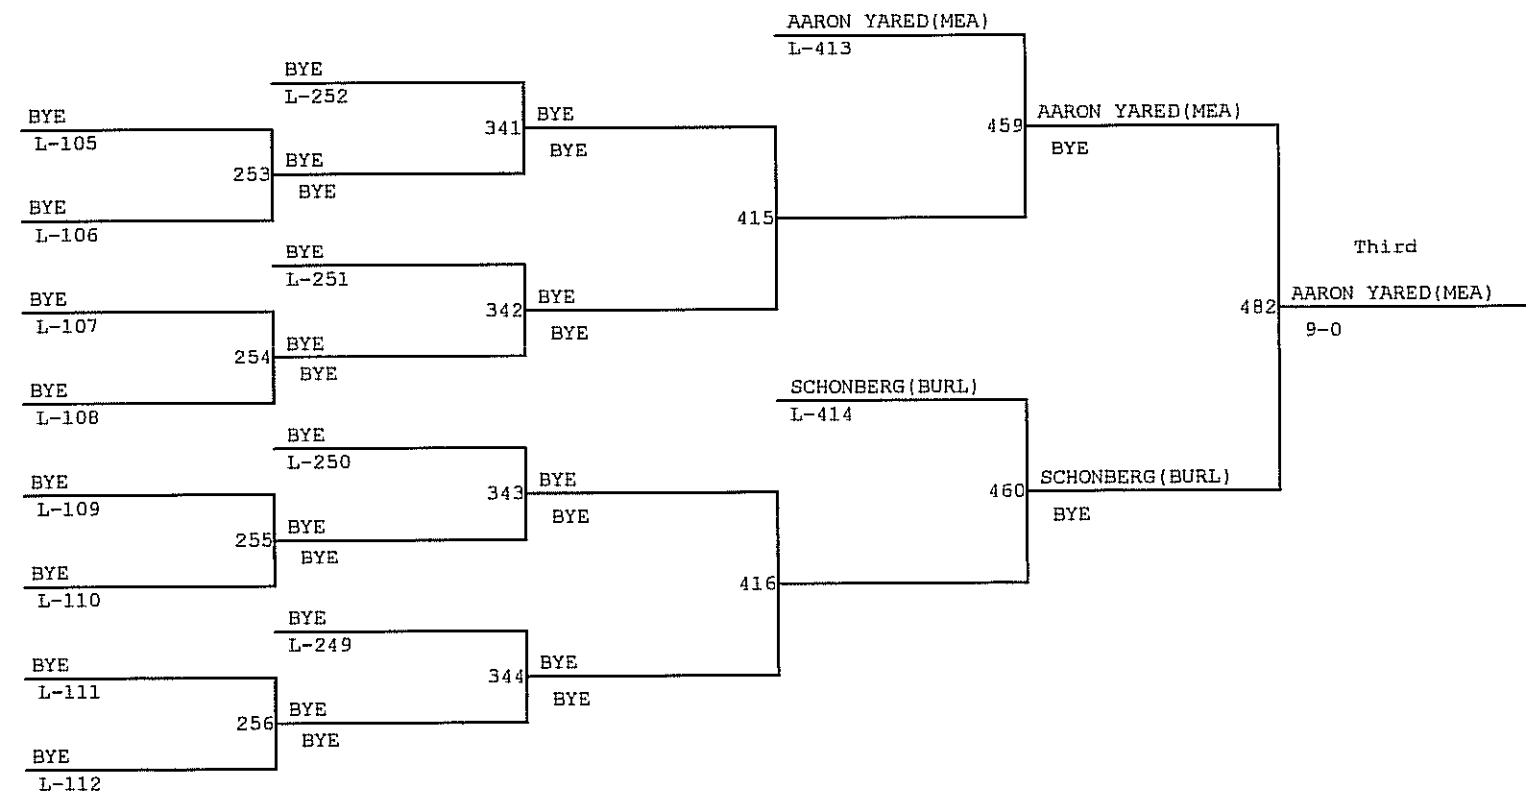 AARON YARED(MEA)
L-413
BYE
L-252
BYE
L-105
341
BYE
BYE
459
AARON YARED(MEA)
BYE
253
BYE
BYE
BYE
L-106
415
BYE
L-251
Third
BYE
L-107
342
BYE
BYE
482
AARON YARED(MEA)
9-0
254
BYE
BYE
BYE
L-108
SCHONBERG(BURL)
L-414
BYE
L-250
BYE
L-109
343
BYE
BYE
460
SCHONBERG(BURL)
BYE
255
BYE
BYE
BYE
L-110
416
BYE
L-249
BYE
L-111
344
BYE
BYE
256
BYE
BYE
BYE
L-112